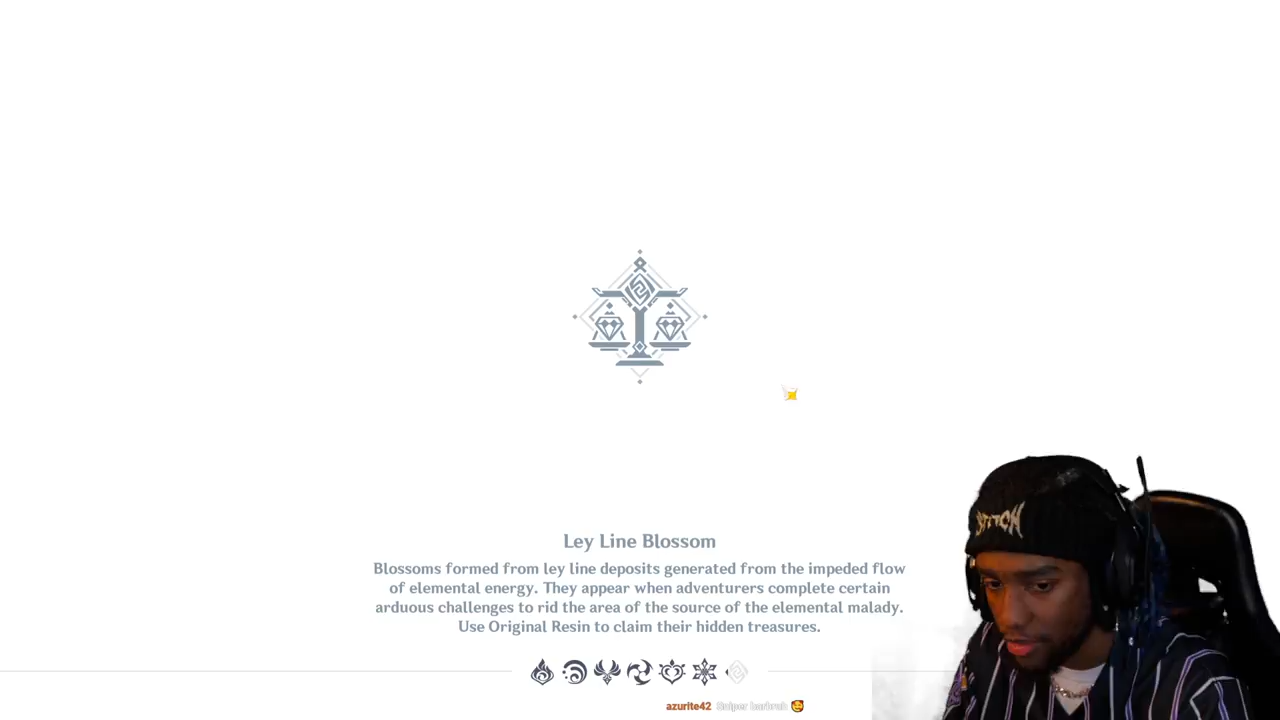 Ley Line Blossom
Blossoms formed from ley line deposits generated from the impeded flow
of elemental energy. They appear when adventurers complete certain
arduous challenges to rid the area of the source of the elemental malady.
Use Original Resin to claim their hidden treasures.
azurite42